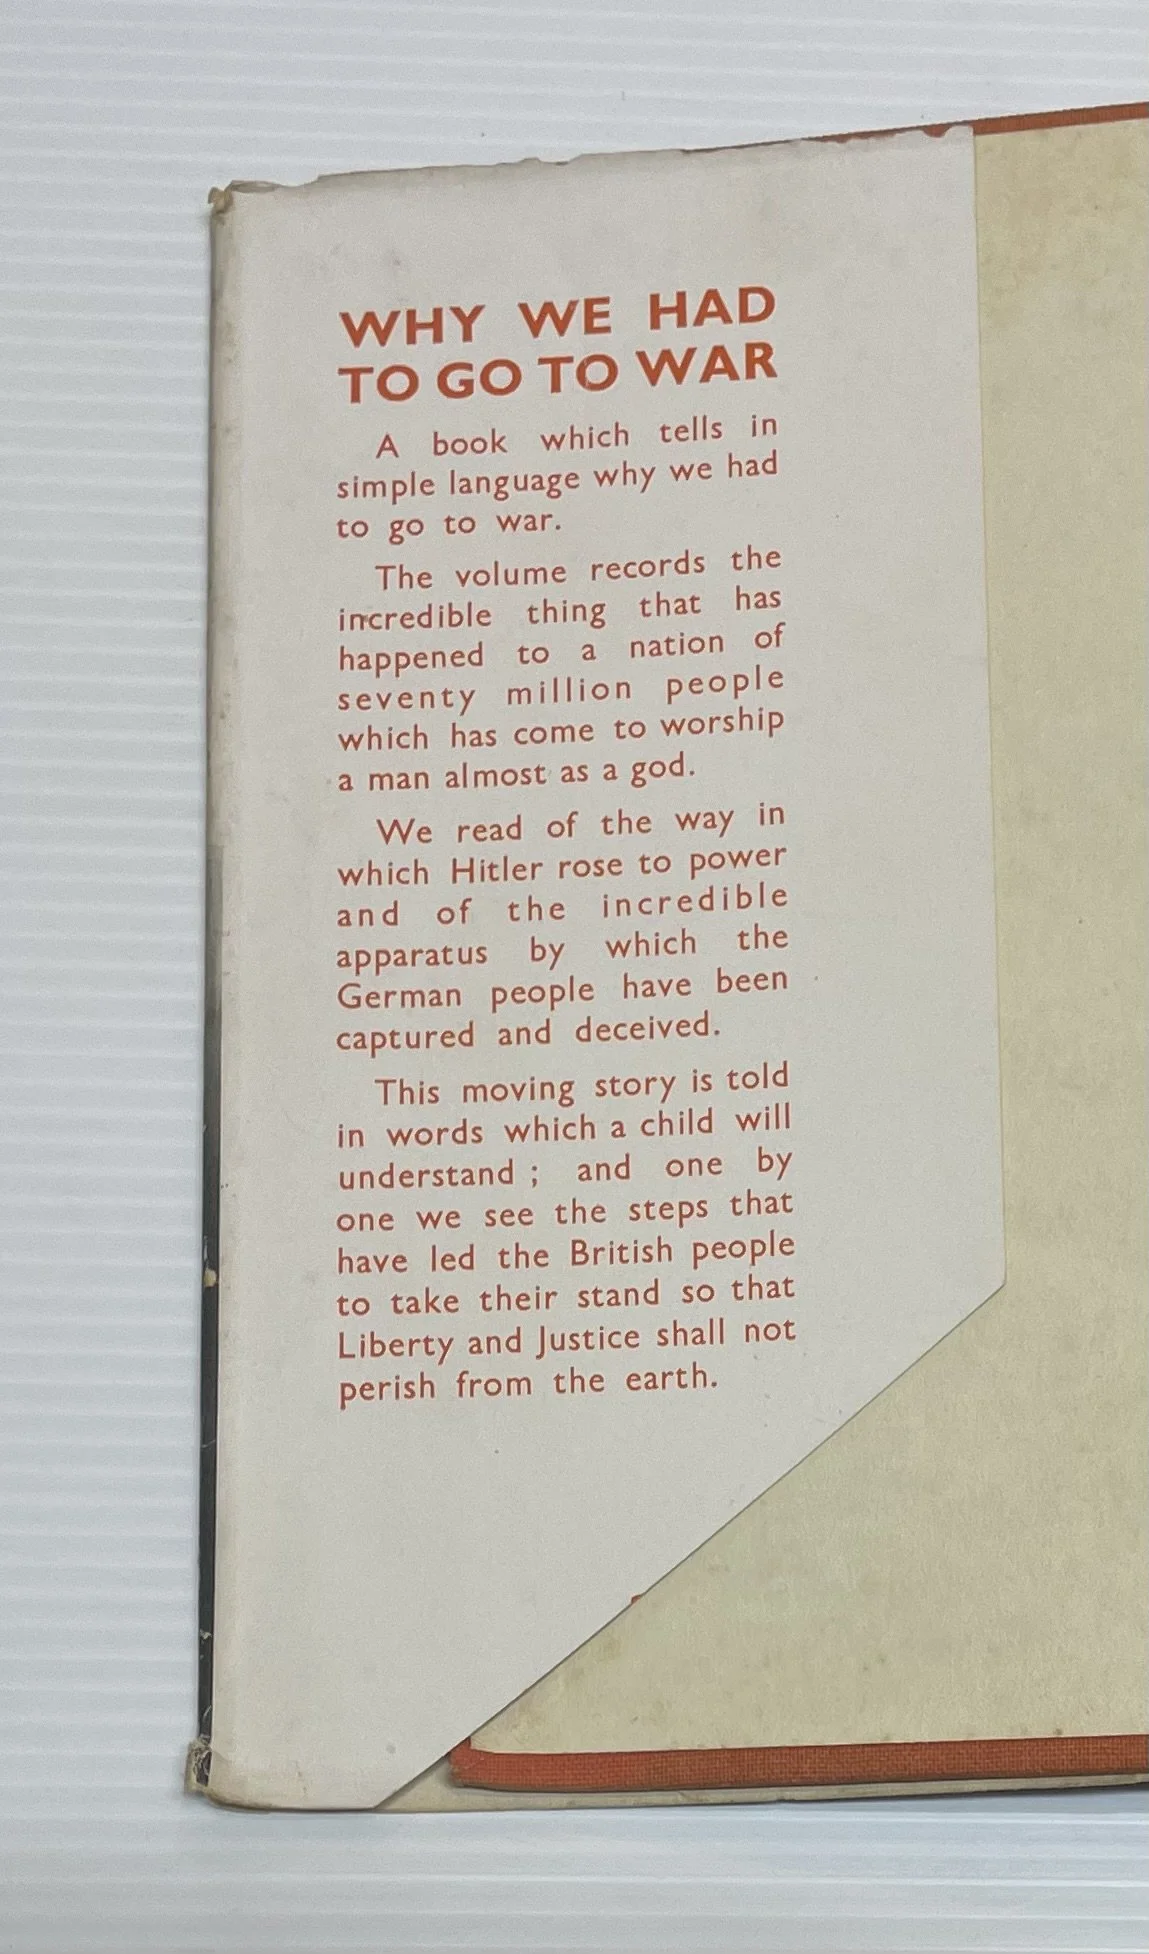 WHY WE HAD
TO GO TO WAR
A book which tells in
simple language why we had
to go to war.
The volume records the
incredible thing that has
happened to a nation of
seventy million people
which has come to worship
a man almost as a god.
We read of the way in
which Hitler rose to power
and of the incredible
apparatus by which the
German people have been
captured and deceived.
This moving story is told
in words which a child will
understand ; and one by
one we see the steps that
have led the British people
to take their stand so that
Liberty and Justice shall not
perish from the earth.